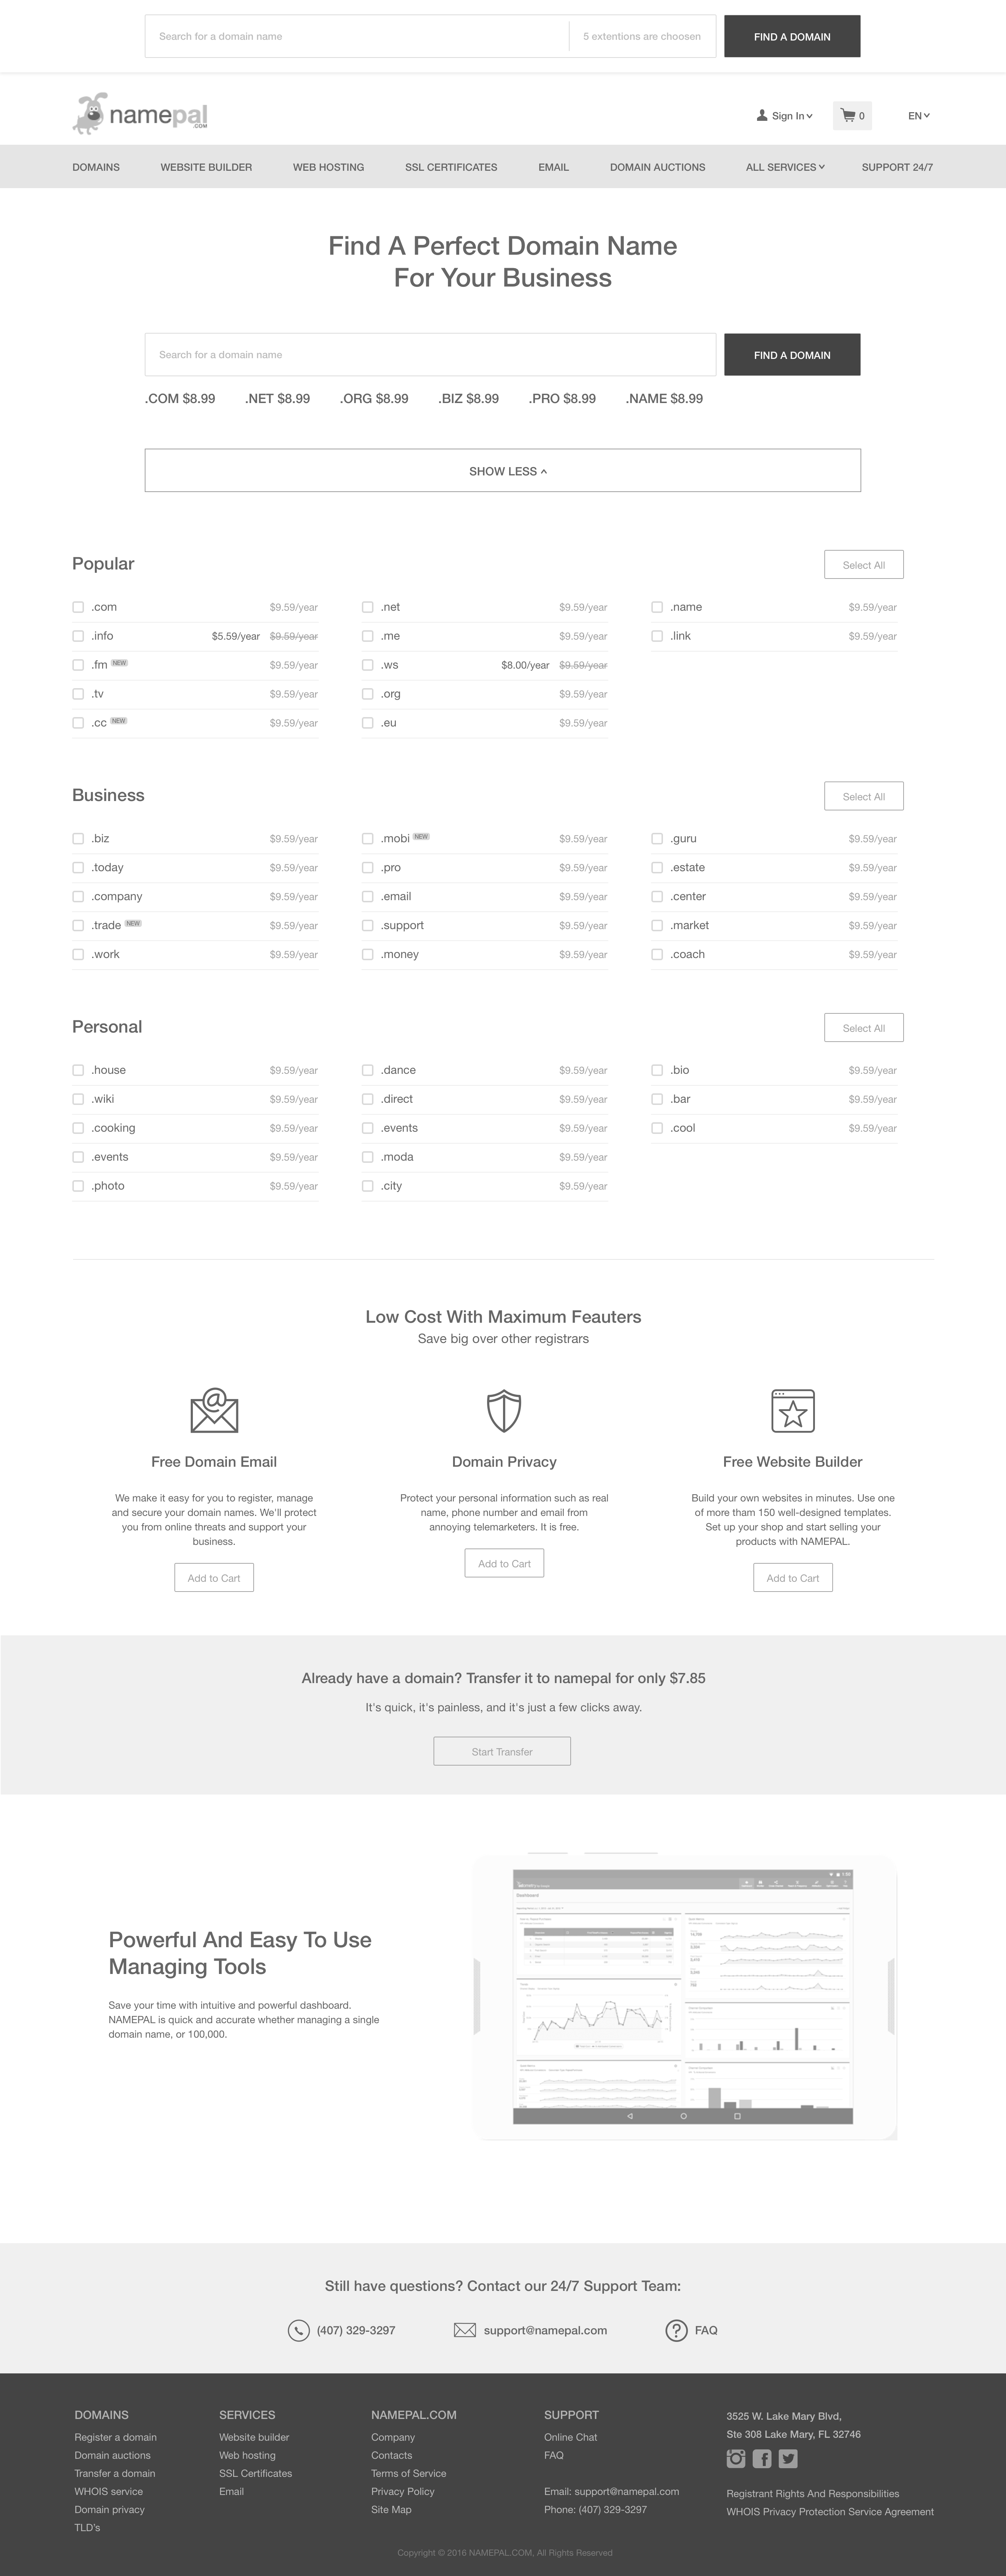 Search for a domain name
5 extentions are choosen
FIND A DOMAIN
namepal
.COM
Sign In
0
EN
DOMAINS
WEBSITE BUILDER
WEB HOSTING
SSL CERTIFICATES
EMAIL
DOMAIN AUCTIONS
ALL SERVICES
SUPPORT 24/7
Find A Perfect Domain Name
For Your Business
Search for a domain name
FIND A DOMAIN
.COM $8.99
.NET $8.99
.ORG $8.99
.BIZ $8.99
.PRO $8.99
.NAME $8.99
SHOW LESS
Popular
Select All
.com $9.59/year
.net $9.59/year
.name $9.59/year
.info $5.59/year $9.59/year
.me $9.59/year
.link $9.59/year
.fm NEW $9.59/year
.ws $8.00/year $9.59/year
.tv $9.59/year
.org $9.59/year
.cc NEW $9.59/year
.eu $9.59/year
Business
Select All
.biz $9.59/year
.mobi NEW $9.59/year
.guru $9.59/year
.today $9.59/year
.pro $9.59/year
.estate $9.59/year
.company $9.59/year
.email $9.59/year
.center $9.59/year
.trade NEW $9.59/year
.support $9.59/year
.market $9.59/year
.work $9.59/year
.money $9.59/year
.coach $9.59/year
Personal
Select All
.house $9.59/year
.dance $9.59/year
.bio $9.59/year
.wiki $9.59/year
.direct $9.59/year
.bar $9.59/year
.cooking $9.59/year
.events $9.59/year
.cool $9.59/year
.events $9.59/year
.moda $9.59/year
.photo $9.59/year
.city $9.59/year
Low Cost With Maximum Feauters
Save big over other registrars
Free Domain Email
We make it easy for you to register, manage
and secure your domain names. We'll protect
you from online threats and support your
business.
Add to Cart
Domain Privacy
Protect your personal information such as real
name, phone number and email from
annoying telemarketers. It is free.
Add to Cart
Free Website Builder
Build your own websites in minutes. Use one
of more tham 150 well-designed templates.
Set up your shop and start selling your
products with NAMEPAL.
Add to Cart
Already have a domain? Transfer it to namepal for only $7.85
It's quick, it's painless, and it's just a few clicks away.
Start Transfer
Powerful And Easy To Use
Managing Tools
Save your time with intuitive and powerful dashboard.
NAMEPAL is quick and accurate whether managing a single
domain name, or 100,000.
Dashboard
Still have questions? Contact our 24/7 Support Team:
(407) 329-3297
support@namepal.com
FAQ
DOMAINS
Register a domain
Domain auctions
Transfer a domain
WHOIS service
Domain privacy
TLD's
SERVICES
Website builder
Web hosting
SSL Certificates
Email
NAMEPAL.COM
Company
Contacts
Terms of Service
Privacy Policy
Site Map
SUPPORT
Online Chat
FAQ
Email: support@namepal.com
Phone: (407) 329-3297
3525 W. Lake Mary Blvd,
Ste 308 Lake Mary, FL 32746
Registrant Rights And Responsibilities
WHOIS Privacy Protection Service Agreement
Copyright © 2016 NAMEPAL.COM. All Rights Reserved